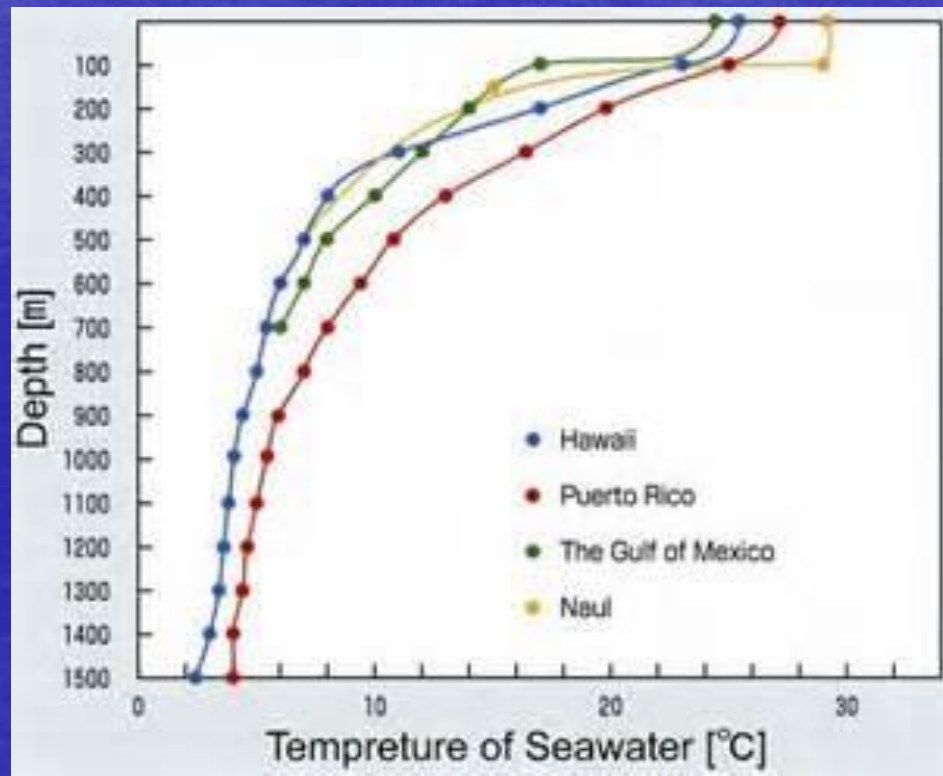 100
200
300
400
500
600
700
800
900
1000
1100
1200
1300
1400
1500
Depth [m]
Hawaii
Puerto Rico
The Gulf of Mexico
Naul
0 10 20 30
Tempreture of Seawater [°C]